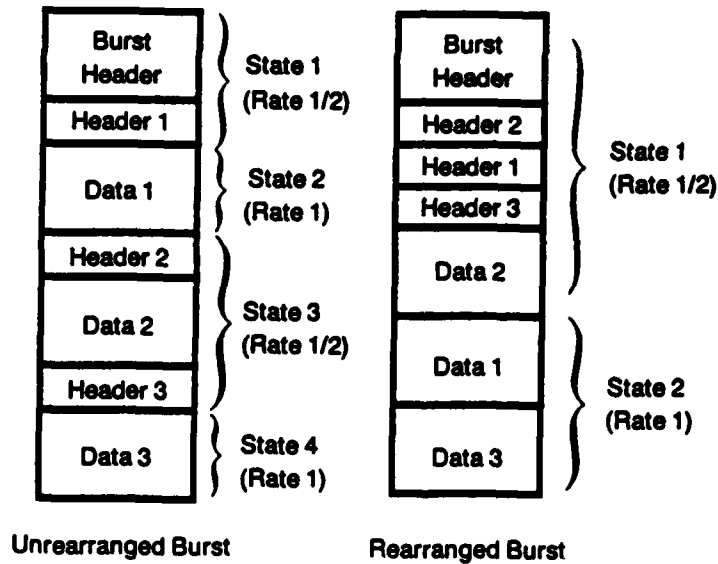 Burst
Header
Header 1
Data 1
Header 2
Data 2
Header 3
Data 3
State 1
(Rate 1/2)
State 2
(Rate 1)
State 3
(Rate 1/2)
State 4
(Rate 1)
Unrearranged Burst
Burst
Header
Header 2
Header 1
Header 3
Data 2
Data 1
Data 3
State 1
(Rate 1/2)
State 2
(Rate 1)
Rearranged Burst